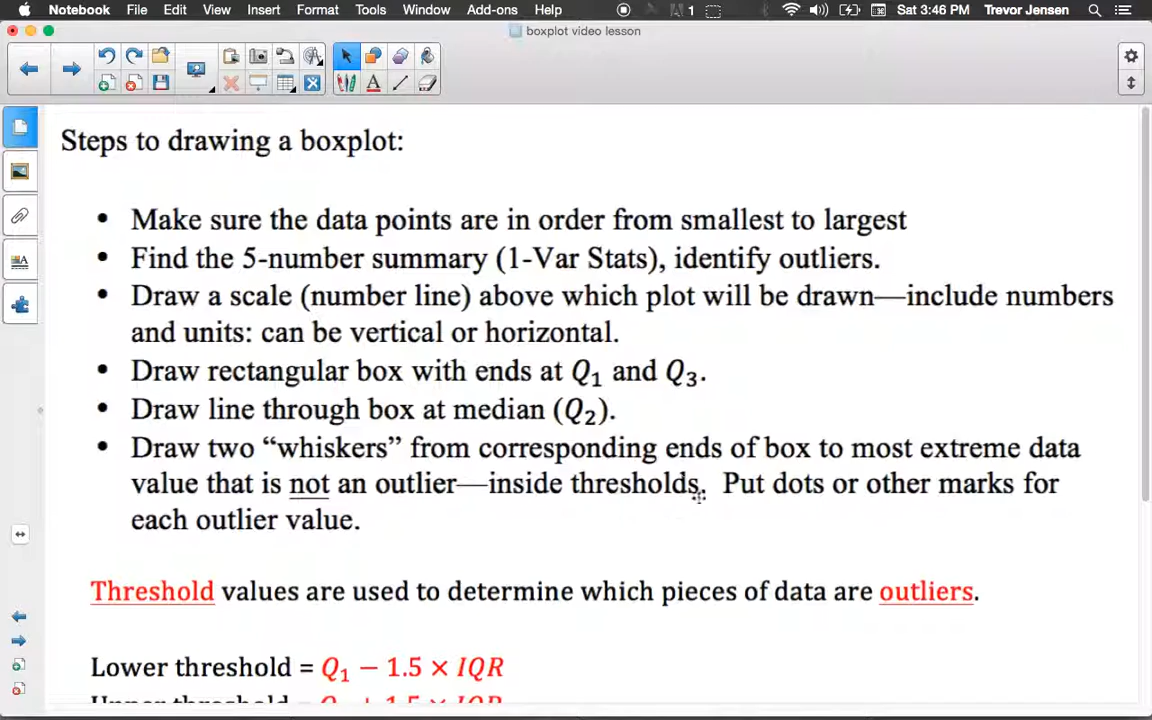 Notebook File Edit View Insert Format Tools Window Add-ons Help 1 Sat 3:46 PM Trevor Jensen
boxplot video lesson
Steps to drawing a boxplot:
• Make sure the data points are in order from smallest to largest
• Find the 5-number summary (1-Var Stats), identify outliers.
• Draw a scale (number line) above which plot will be drawn—include numbers
and units: can be vertical or horizontal.
• Draw rectangular box with ends at Q₁ and Q₃.
• Draw line through box at median (Q₂).
• Draw two “whiskers” from corresponding ends of box to most extreme data
value that is not an outlier—inside thresholds. Put dots or other marks for
each outlier value.
Threshold values are used to determine which pieces of data are outliers.
Lower threshold = Q₁ − 1.5 × IQR